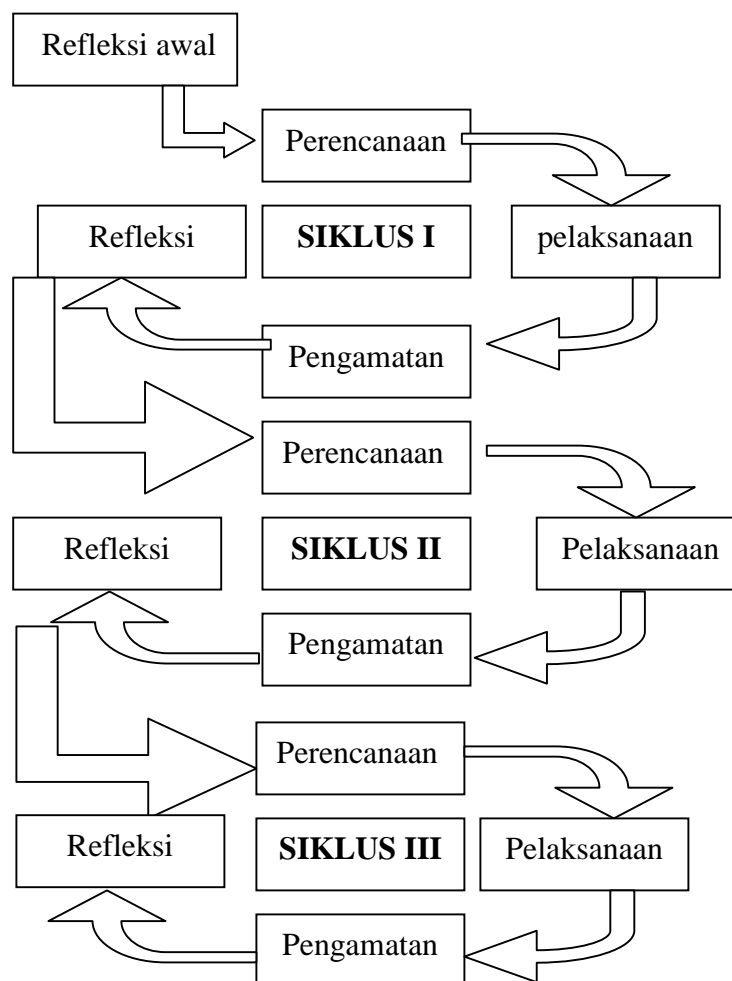 Refleksi awal
Perencanaan
Refleksi
SIKLUS I
pelaksanaan
Pengamatan
Perencanaan
Refleksi
SIKLUS II
Pelaksanaan
Pengamatan
Perencanaan
Refleksi
SIKLUS III
Pelaksanaan
Pengamatan